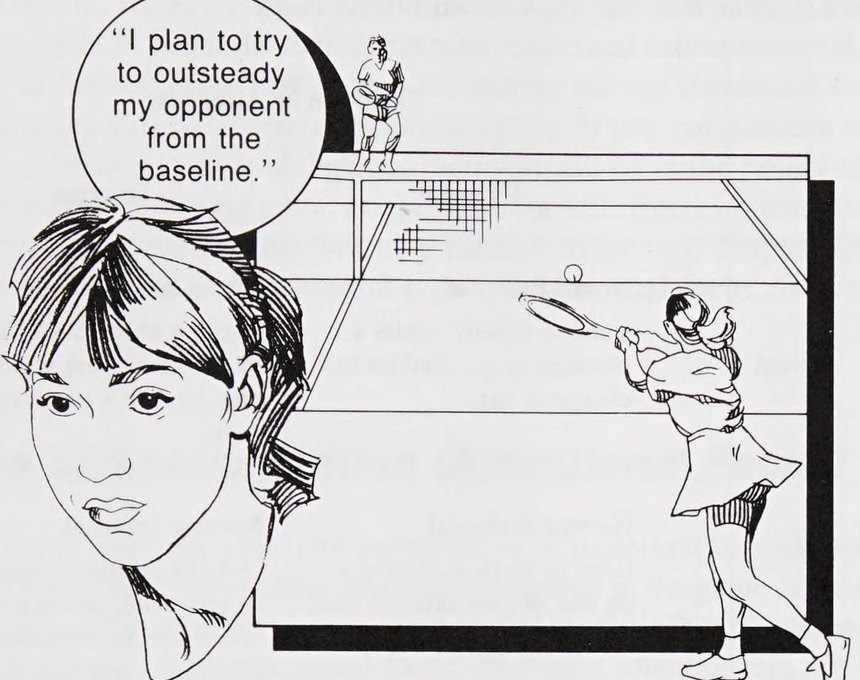 “I plan to try
to outsteady
my opponent
from the
baseline.”